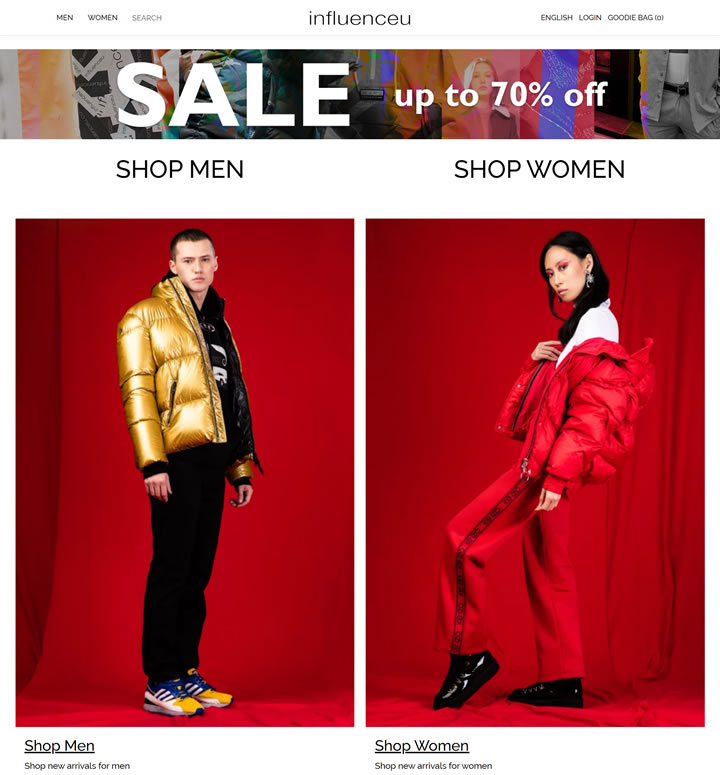 MEN WOMEN SEARCH influenceu ENGLISH LOGIN GOODIE BAG (0)
SALE up to 70% off
SHOP MEN SHOP WOMEN
Shop Men
Shop new arrivals for men
Shop Women
Shop new arrivals for women